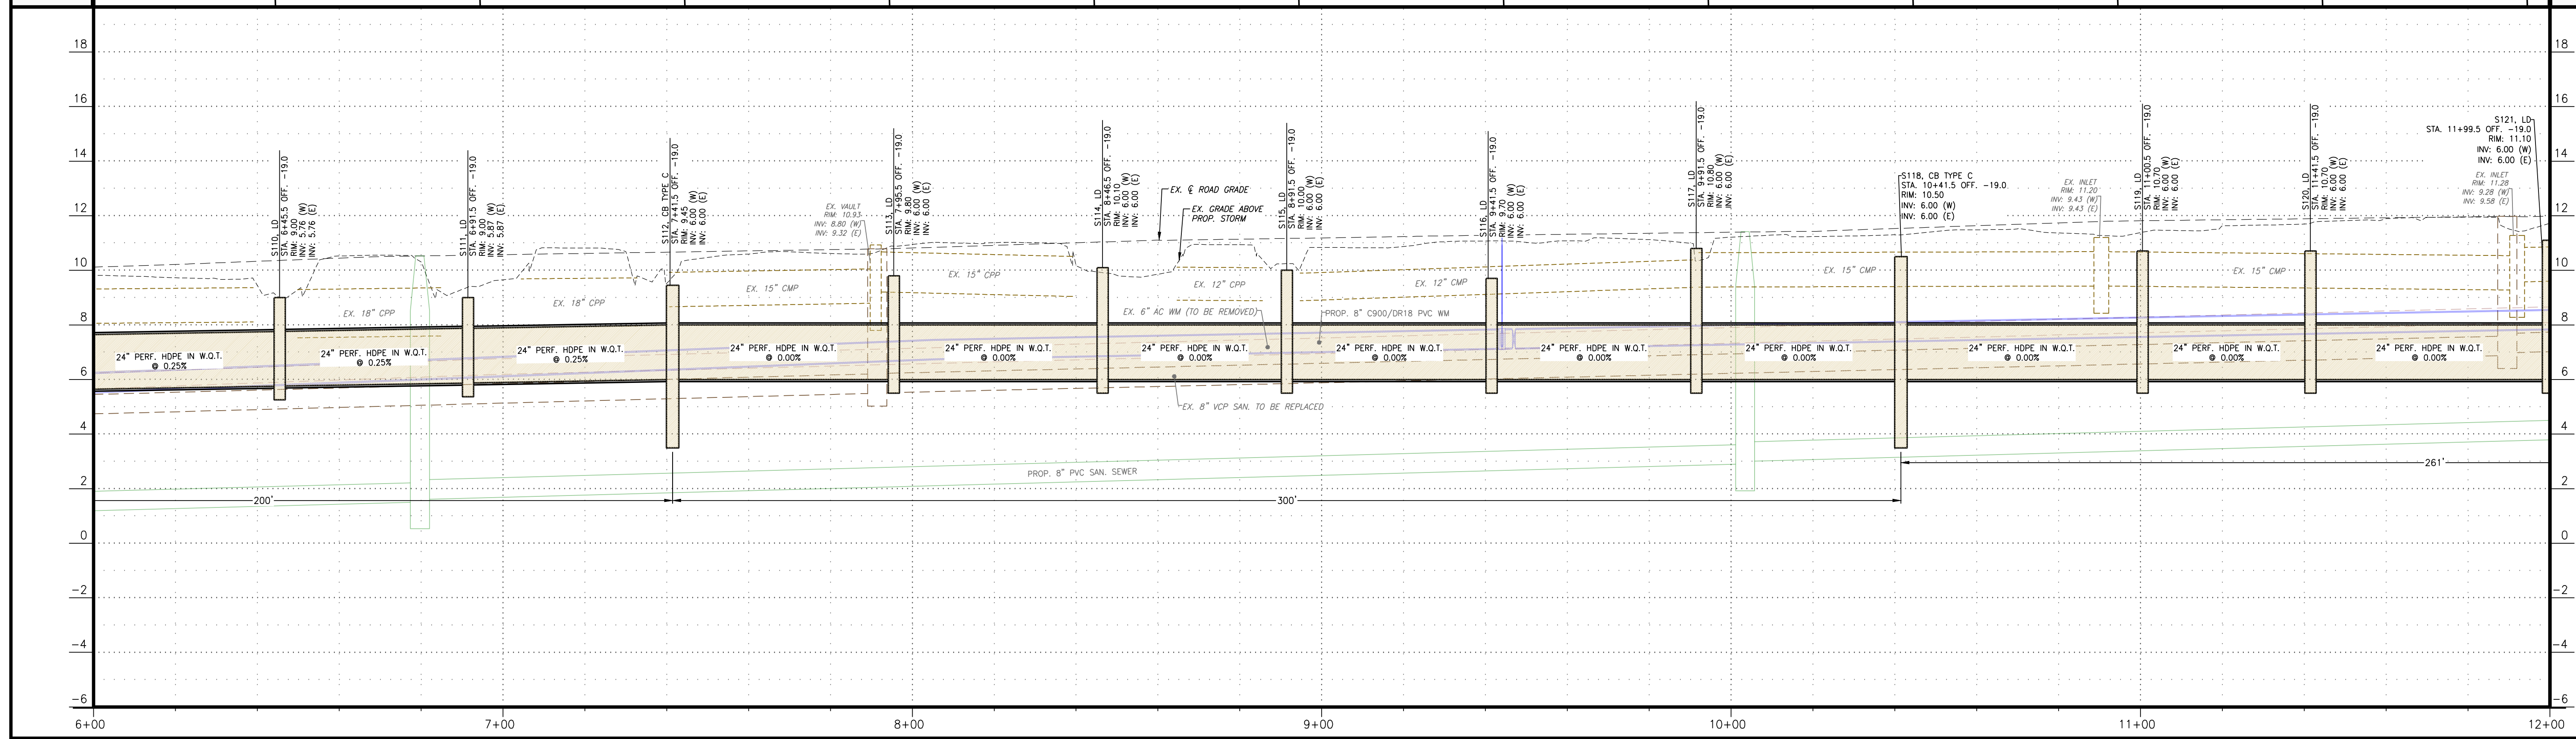 18
16
14
12
10
8
6
4
2
0
-2
-4
-6
S110, LD
STA. 6+45.5 OFF. -19.0
RIM: 9.00
INV: 5.76 (W)
INV: 5.76 (E)
EX. 18" CPP
S111, LD
STA. 6+91.5 OFF. -19.0
RIM: 9.00
INV: 5.87 (W)
INV: 5.87 (E)
EX. 18" CPP
S112, CB TYPE C
STA. 7+41.5 OFF. -19.0
RIM: 9.45
INV: 6.00 (W)
INV: 6.00 (E)
EX. 15" CMP
EX. VAULT
RIM: 10.93
INV: 8.80 (W)
INV: 9.32 (E)
S113, LD
STA. 7+95.5 OFF. -19.0
RIM: 9.80
INV: 6.00 (W)
INV: 6.00 (E)
EX. 15" CPP
S114, LD
STA. 8+46.5 OFF. -19.0
RIM: 10.10
INV: 6.00 (W)
INV: 6.00 (E)
EX. ℄ ROAD GRADE
EX. GRADE ABOVE
PROP. STORM
EX. 12" CPP
EX. 6" AC WM (TO BE REMOVED)
S115, LD
STA. 8+91.5 OFF. -19.0
RIM: 10.00
INV: 6.00 (W)
INV: 6.00 (E)
PROP. 8" C900/DR18 PVC WM
EX. 12" CMP
S116, LD
STA. 9+41.5 OFF. -19.0
RIM: 9.70
INV: 6.00 (W)
INV: 6.00 (E)
S117, LD
STA. 9+91.5 OFF. -19.0
RIM: 10.80
INV: 6.00 (W)
INV: 6.00 (E)
EX. 15" CMP
S118, CB TYPE C
STA. 10+41.5 OFF. -19.0
RIM: 10.50
INV: 6.00 (W)
INV: 6.00 (E)
EX. INLET
RIM: 11.20
INV: 9.43 (W)
INV: 9.43 (E)
S119, LD
STA. 11+00.5 OFF. -19.0
RIM: 10.70
INV: 6.00 (W)
INV: 6.00 (E)
EX. 15" CMP
S120, LD
STA. 11+41.5 OFF. -19.0
RIM: 10.70
INV: 6.00 (W)
INV: 6.00 (E)
S121, LD
STA. 11+99.5 OFF. -19.0
RIM: 11.10
INV: 6.00 (W)
INV: 6.00 (E)
EX. INLET
RIM: 11.28
INV: 9.28 (W)
INV: 9.58 (E)
24" PERF. HDPE IN W.Q.T.
@ 0.25%
24" PERF. HDPE IN W.Q.T.
@ 0.25%
24" PERF. HDPE IN W.Q.T.
@ 0.25%
24" PERF. HDPE IN W.Q.T.
@ 0.00%
24" PERF. HDPE IN W.Q.T.
@ 0.00%
24" PERF. HDPE IN W.Q.T.
@ 0.00%
24" PERF. HDPE IN W.Q.T.
@ 0.00%
24" PERF. HDPE IN W.Q.T.
@ 0.00%
24" PERF. HDPE IN W.Q.T.
@ 0.00%
24" PERF. HDPE IN W.Q.T.
@ 0.00%
24" PERF. HDPE IN W.Q.T.
@ 0.00%
24" PERF. HDPE IN W.Q.T.
@ 0.00%
EX. 8" VCP SAN. TO BE REPLACED
PROP. 8" PVC SAN. SEWER
200'
300'
261'
18
16
14
12
10
8
6
4
2
0
-2
-4
-6
6+00
7+00
8+00
9+00
10+00
11+00
12+00